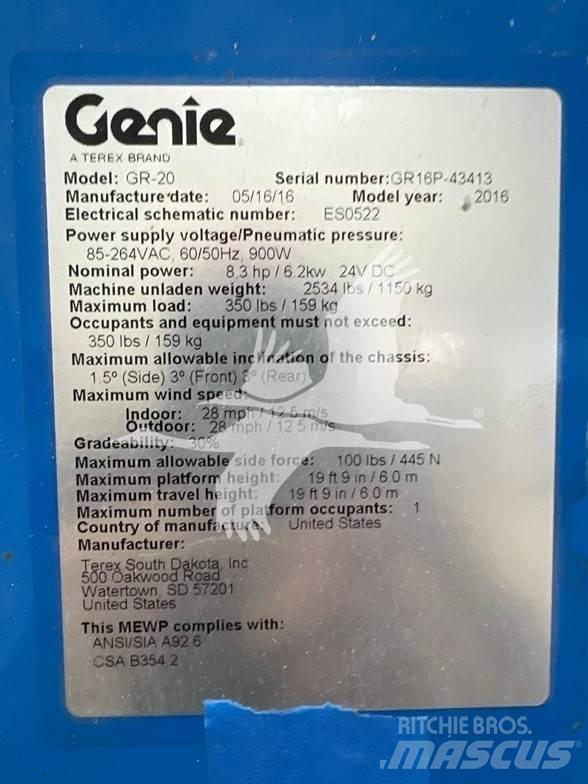 Genie
A TEREX BRAND
Model: GR-20 Serial number:GR16P-43413
Manufacture date: 05/16/16 Model year: 2016
Electrical schematic number: ES0522
Power supply voltage/Pneumatic pressure:
85-264VAC, 60/50Hz, 900W
Nominal power: 8.3 hp / 6.2kw 24V DC
Machine unladen weight: 2534 lbs / 1150 kg
Maximum load: 350 lbs / 159 kg
Occupants and equipment must not exceed:
350 lbs / 159 kg
Maximum allowable inclination of the chassis:
1.5º (Side) 3º (Front) 3º (Rear)
Maximum wind speed:
Indoor: 28 mph / 12.5 m/s
Outdoor: 28 mph / 12.5 m/s
Gradeability: 30%
Maximum allowable side force: 100 lbs / 445 N
Maximum platform height: 19 ft 9 in / 6.0 m
Maximum travel height: 19 ft 9 in / 6.0 m
Maximum number of platform occupants: 1
Country of manufacture: United States
Manufacturer:
Terex South Dakota, Inc
500 Oakwood Road
Watertown, SD 57201
United States
This MEWP complies with:
ANSI/SIA A92.6
CSA B354.2
®
RITCHIE BROS.
MASCUS